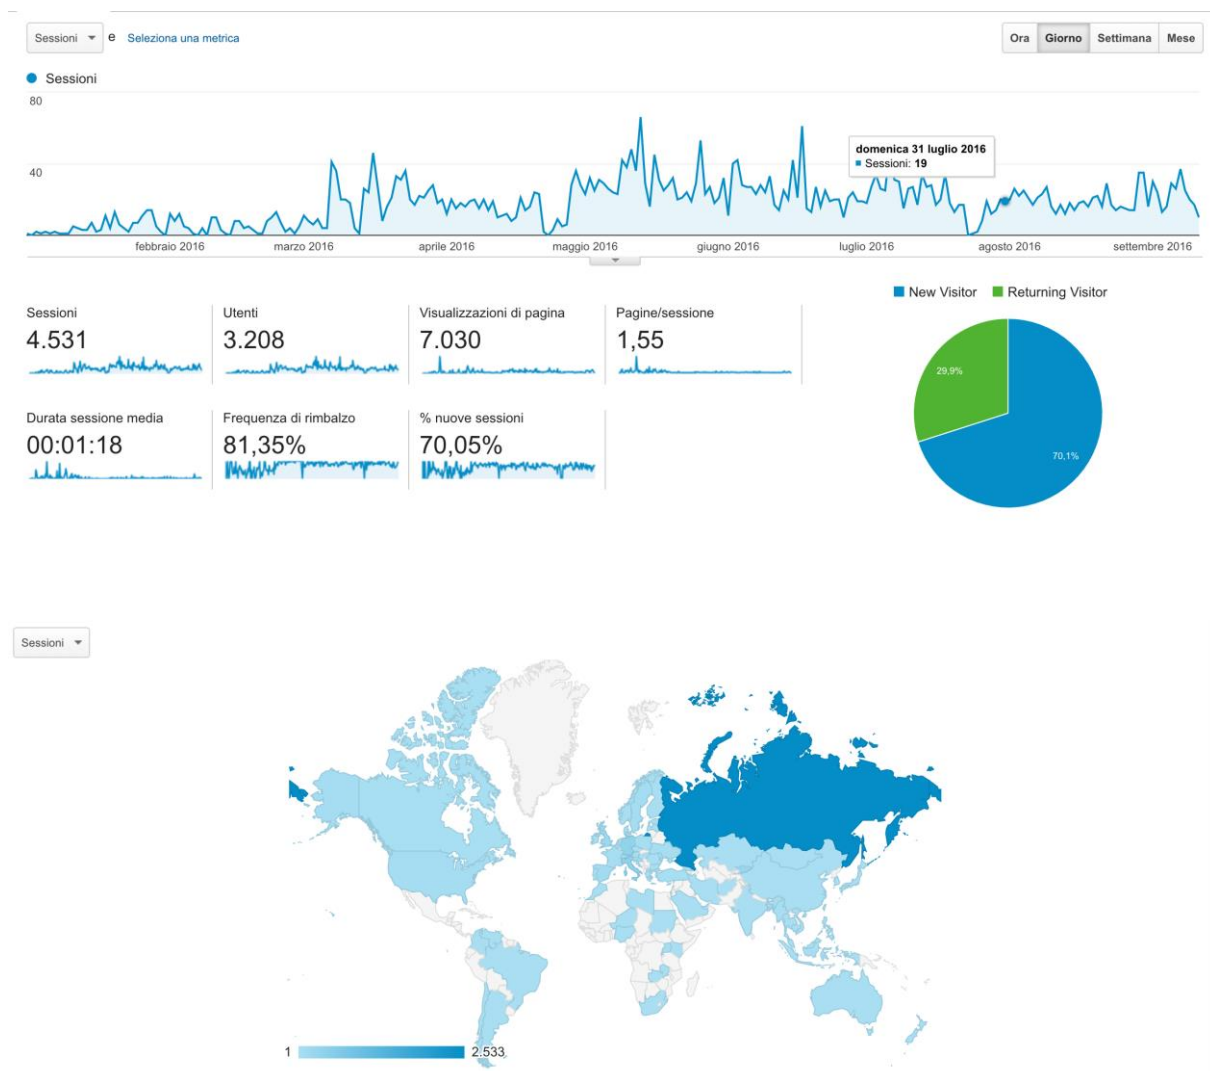 Sessioni e Seleziona una metrica Ora Giorno Settimana Mese
Sessioni
80
40
domenica 31 luglio 2016
Sessioni: 19
febbraio 2016 marzo 2016 aprile 2016 maggio 2016 giugno 2016 luglio 2016 agosto 2016 settembre 2016
New Visitor Returning Visitor
Sessioni Utenti Visualizzazioni di pagina Pagine/sessione
4.531 3.208 7.030 1,55
29,9%
70,1%
Durata sessione media Frequenza di rimbalzo % nuove sessioni
00:01:18 81,35% 70,05%
Sessioni
1 2.533